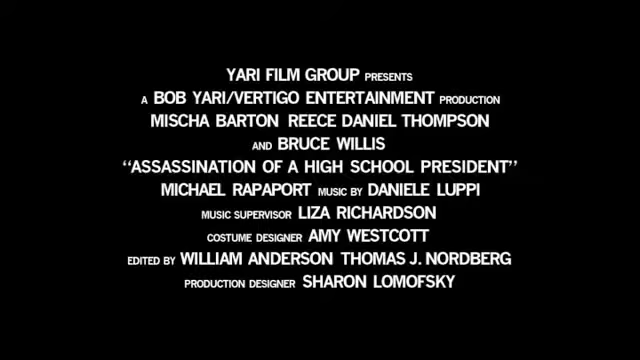 YARI FILM GROUP PRESENTS
A BOB YARI/VERTIGO ENTERTAINMENT PRODUCTION
MISCHA BARTON REECE DANIEL THOMPSON
AND BRUCE WILLIS
“ASSASSINATION OF A HIGH SCHOOL PRESIDENT”
MICHAEL RAPAPORT MUSIC BY DANIELE LUPPI
MUSIC SUPERVISOR LIZA RICHARDSON
COSTUME DESIGNER AMY WESTCOTT
EDITED BY WILLIAM ANDERSON THOMAS J. NORDBERG
PRODUCTION DESIGNER SHARON LOMOFSKY